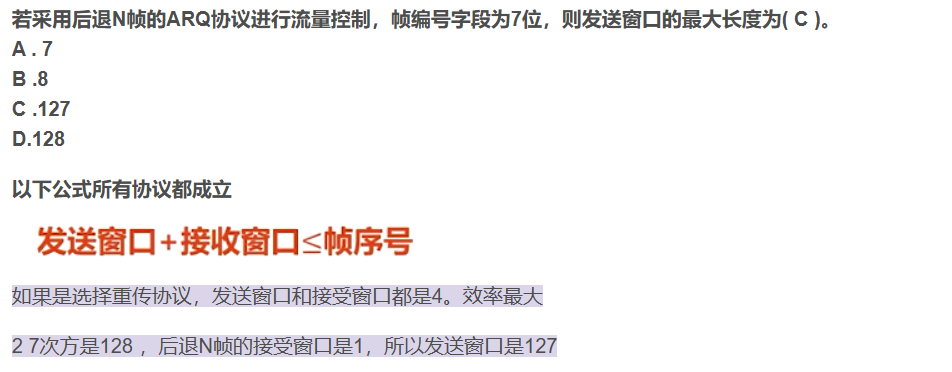 若采用后退N帧的ARQ协议进行流量控制，帧编号字段为7位，则发送窗口的最大长度为( C )。
A . 7
B .8
C .127
D.128
以下公式所有协议都成立
发送窗口+接收窗口≤帧序号
如果是选择重传协议，发送窗口和接受窗口都是4。效率最大
2 7次方是128 ，后退N帧的接受窗口是1，所以发送窗口是127